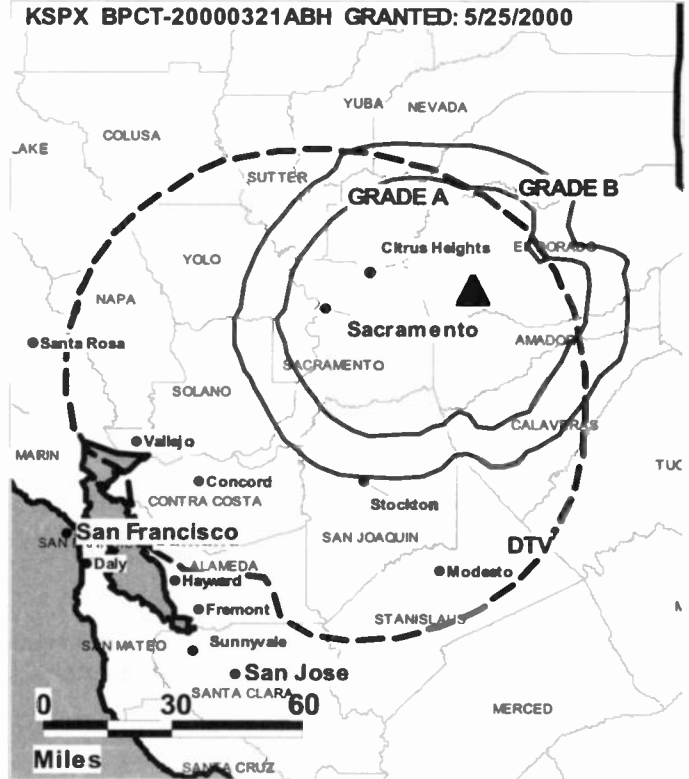 KSPX BPCT-20000321ABH GRANTED: 5/25/2000
YUBA NEVADA
COLUSA
LAKE
SUTTER
GRADE A GRADE B
Citrus Heights EL DORADO
YOLO
NAPA
Sacramento
Santa Rosa AMADOR
SACRAMENTO
SOLANO
CALAVERAS
Vallejo
MARIN
TUC
Concord
CONTRA COSTA
Stockton
San Francisco
SAN JOAQUIN
DTV
Daly ALAMEDA
Hayward Modesto
Fremont
STANISLAUS
SAN MATEO Sunnyvale
San Jose
SANTA CLARA
0 30 60
MERCED
Miles
SANTA CRUZ